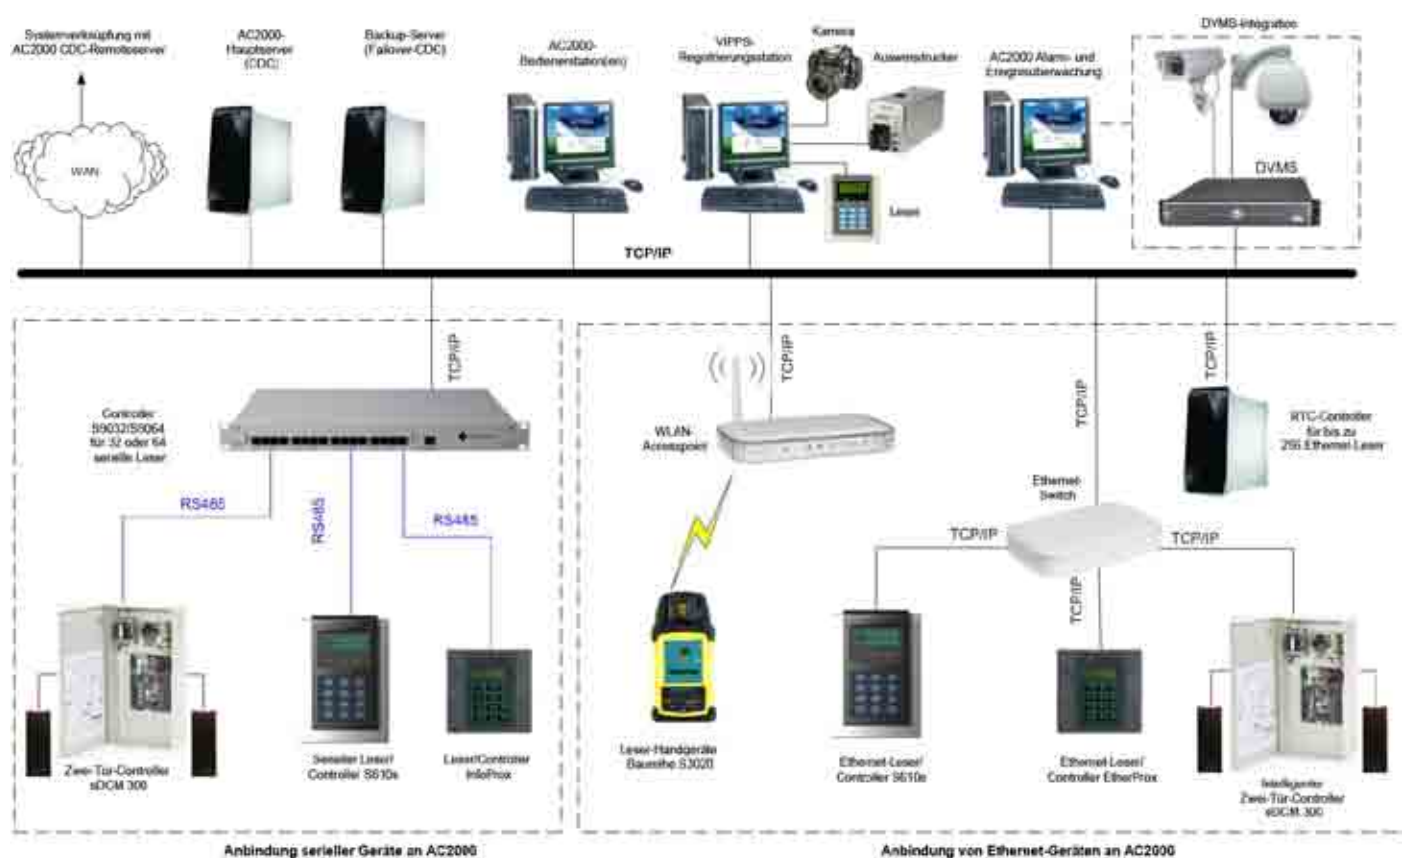 Systemverknüpfung mit
AC2000 CDC-Remoteserver
AC2000-
Hauptserver
(CDC)
Backup-Server
(Failover-CDC)
AC2000-
Bedienerstation(en)
VIPPS-
Registrierungsstation
Kamera
Ausweisdrucker
AC2000 Alarm- und
Ereignisüberwachung
DVMS-Integration
WAN
Leser
DVMS
TCP/IP
TCP/IP
TCP/IP
TCP/IP
TCP/IP
Controller
S9032/S9064
für 32 oder 64
serielle Leser
WLAN-
Accesspoint
RTC-Controller
für bis zu
256 Ethernet-Leser
Ethernet-
Switch
RS485
RS485
RS485
TCP/IP
TCP/IP
TCP/IP
Zwei-Tür-Controller
sDCM 300
Serieller Leser/
Controller S610s
Leser/Controller
InfoProx
Leser-Handgeräte
Baureihe S3020
Ethernet-Leser/
Controller S610e
Ethernet-Leser/
Controller EtherProx
Intelligenter
Zwei-Tür-Controller
eDCM 300
Anbindung serieller Geräte an AC2000
Anbindung von Ethernet-Geräten an AC2000